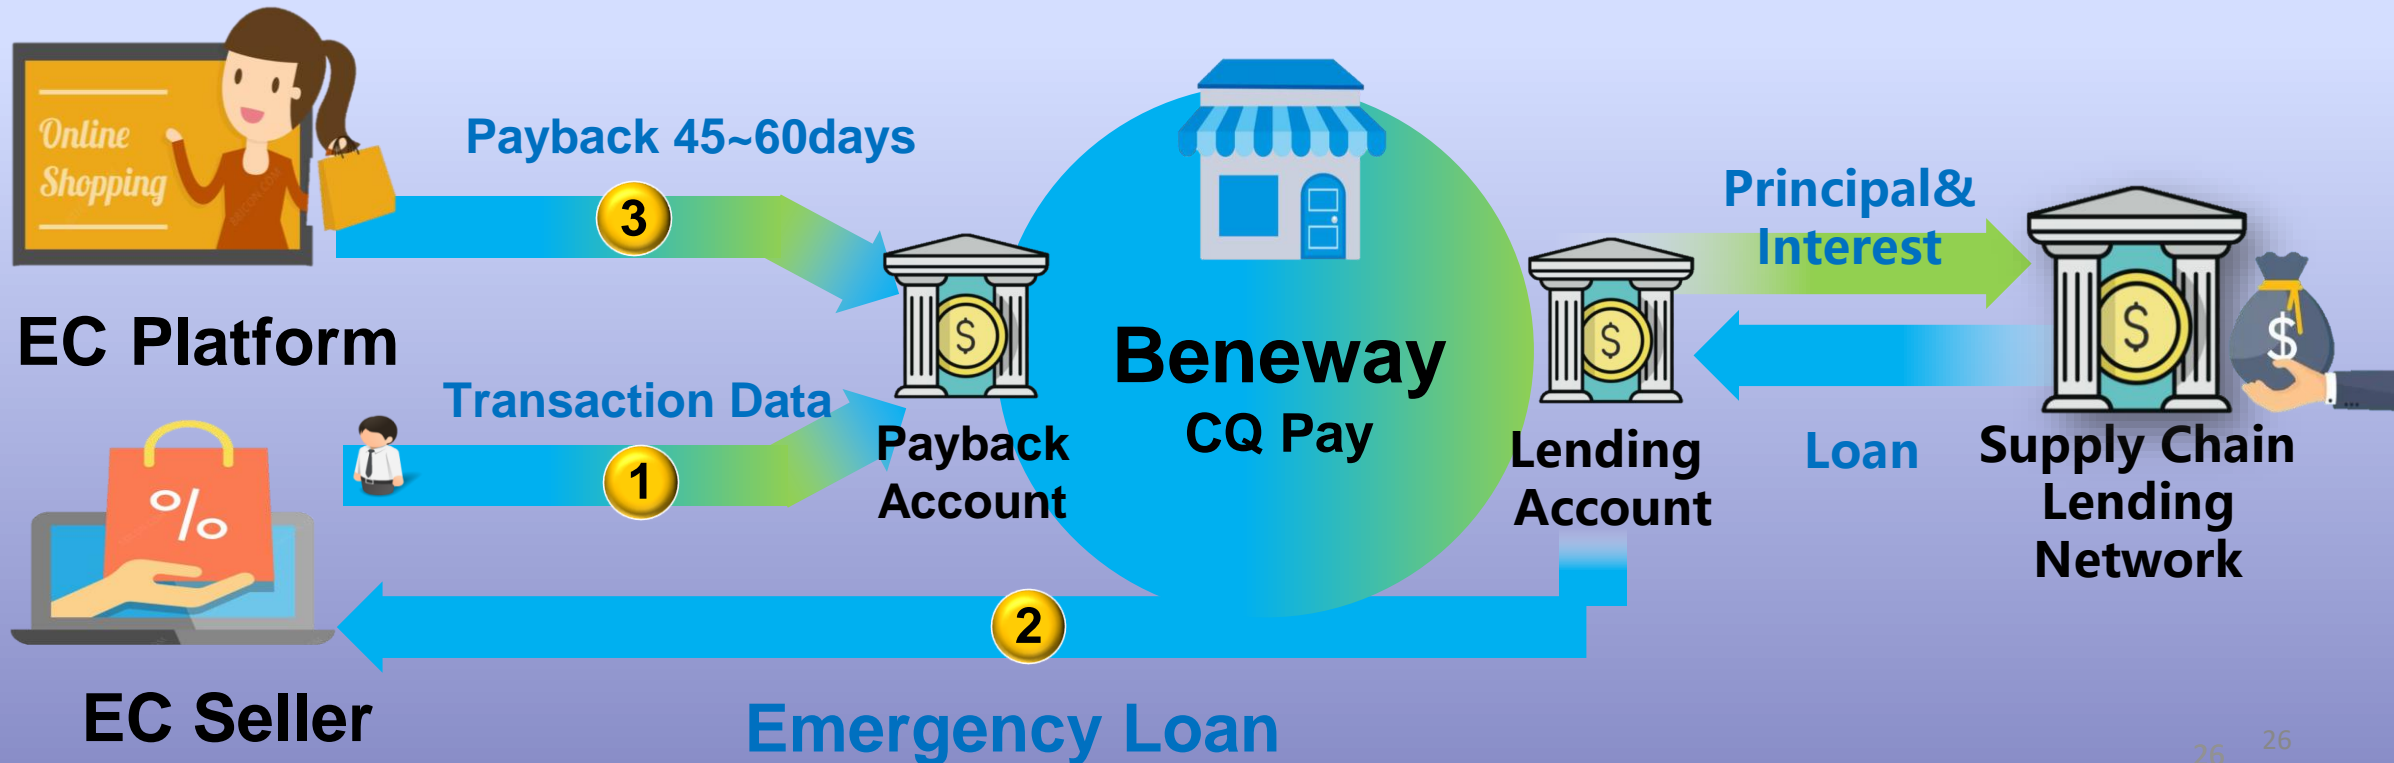 Online
Shopping
EC Platform
Payback 45~60days
3
Transaction Data
1
Payback
Account
Beneway
CQ Pay
Principal&
Interest
Lending
Account
Loan
Supply Chain
Lending
Network
2
EC Seller
Emergency Loan
26
26